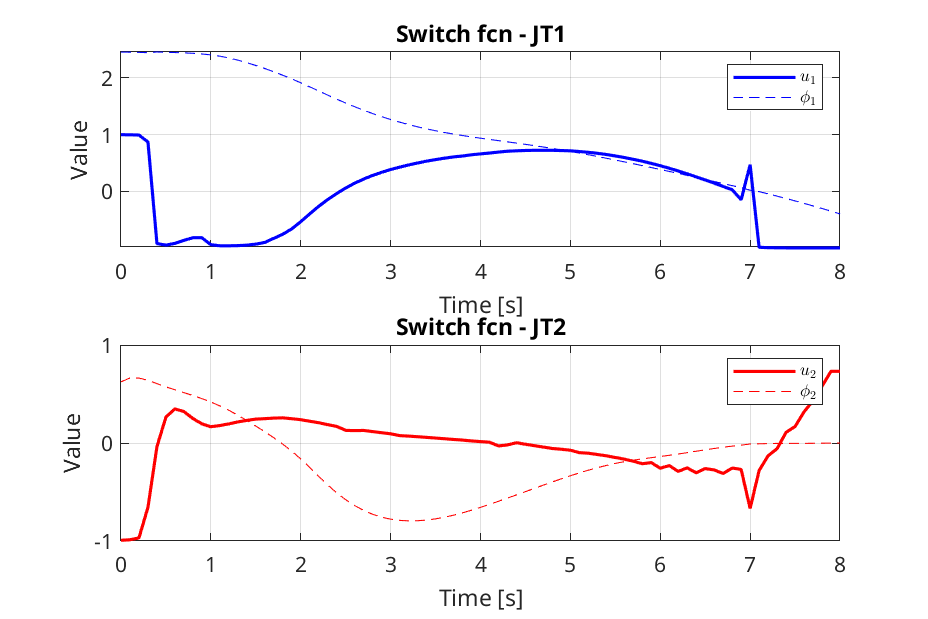 Switch fcn - JT1
Value
2
1
0
u₁
ϕ₁
0 1 2 3 4 5 6 7 8
Time [s]
Switch fcn - JT2
Value
1
0
-1
u₂
ϕ₂
0 1 2 3 4 5 6 7 8
Time [s]